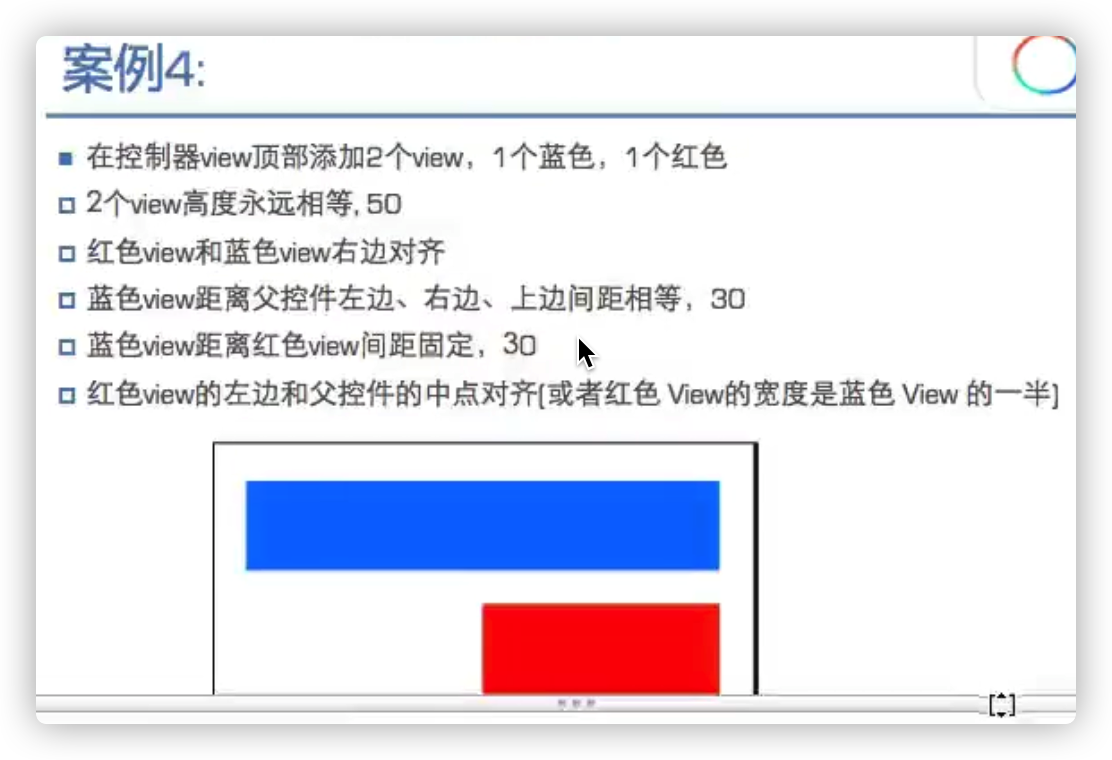 案例4:
在控制器view顶部添加2个view，1个蓝色，1个红色
2个view高度永远相等, 50
红色view和蓝色view右边对齐
蓝色view距离父控件左边、右边、上边间距相等，30
蓝色view距离红色view间距固定，30
红色view的左边和父控件的中点对齐(或者红色 View的宽度是蓝色 View 的一半)